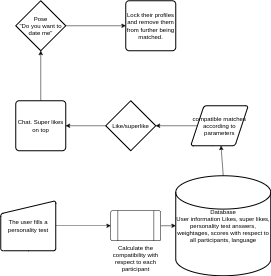 Pose
"Do you want to
date me"
Lock their profiles
and remove them
from further being
matched.
Chat. Super likes
on top
Like/superlike
compatible matches
according to
parameters
The user fills a
personality test
Calculate the
compatibility with
respect to each
participant
Database
User information Likes, super likes,
personality test answers,
weightages, scores with respect to
all participants, language